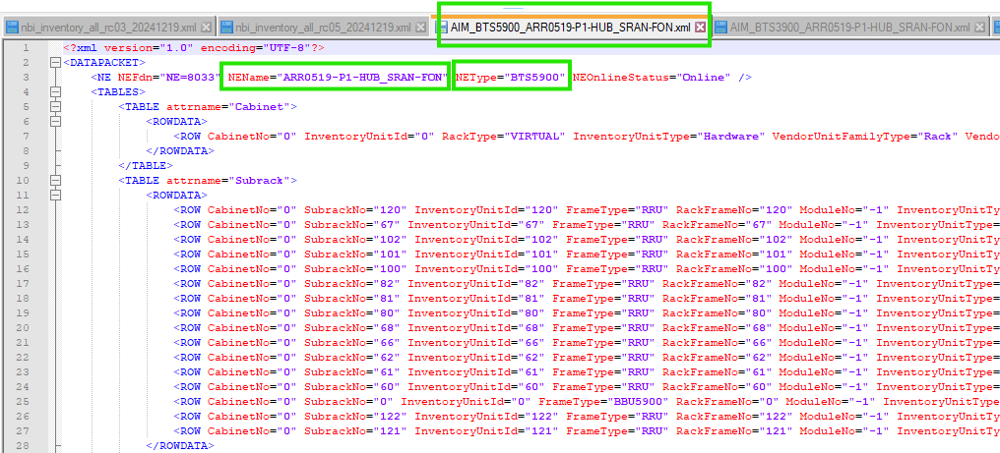 nbi_inventory_all_rc03_20241219.xml nbi_inventory_all_rc05_20241219.xml AIM_BTS5900_ARR0519-P1-HUB_SRAN-FON.xml AIM_BTS3900_ARR0519-P1-HUB_SRAN-FON.xml
1 <?xml version="1.0" encoding="UTF-8"?>
2 <DATAPACKET>
3 <NE NEFdn="NE=8033" NEName="ARR0519-P1-HUB_SRAN-FON" NEType="BTS5900" NEOnlineStatus="Online" />
4 <TABLES>
5 <TABLE attrname="Cabinet">
6 <ROWDATA>
7 <ROW CabinetNo="0" InventoryUnitId="0" RackType="VIRTUAL" InventoryUnitType="Hardware" VendorUnitFamilyType="Rack" Vendo
8 </ROWDATA>
9 </TABLE>
10 <TABLE attrname="Subrack">
11 <ROWDATA>
12 <ROW CabinetNo="0" SubrackNo="120" InventoryUnitId="120" FrameType="RRU" RackFrameNo="120" ModuleNo="-1" InventoryUnitTy
13 <ROW CabinetNo="0" SubrackNo="67" InventoryUnitId="67" FrameType="RRU" RackFrameNo="67" ModuleNo="-1" InventoryUnitType
14 <ROW CabinetNo="0" SubrackNo="102" InventoryUnitId="102" FrameType="RRU" RackFrameNo="102" ModuleNo="-1" InventoryUnitTy
15 <ROW CabinetNo="0" SubrackNo="101" InventoryUnitId="101" FrameType="RRU" RackFrameNo="101" ModuleNo="-1" InventoryUnitTy
16 <ROW CabinetNo="0" SubrackNo="100" InventoryUnitId="100" FrameType="RRU" RackFrameNo="100" ModuleNo="-1" InventoryUnitTy
17 <ROW CabinetNo="0" SubrackNo="82" InventoryUnitId="82" FrameType="RRU" RackFrameNo="82" ModuleNo="-1" InventoryUnitType
18 <ROW CabinetNo="0" SubrackNo="81" InventoryUnitId="81" FrameType="RRU" RackFrameNo="81" ModuleNo="-1" InventoryUnitType
19 <ROW CabinetNo="0" SubrackNo="80" InventoryUnitId="80" FrameType="RRU" RackFrameNo="80" ModuleNo="-1" InventoryUnitType
20 <ROW CabinetNo="0" SubrackNo="68" InventoryUnitId="68" FrameType="RRU" RackFrameNo="68" ModuleNo="-1" InventoryUnitType
21 <ROW CabinetNo="0" SubrackNo="66" InventoryUnitId="66" FrameType="RRU" RackFrameNo="66" ModuleNo="-1" InventoryUnitType
22 <ROW CabinetNo="0" SubrackNo="62" InventoryUnitId="62" FrameType="RRU" RackFrameNo="62" ModuleNo="-1" InventoryUnitType
23 <ROW CabinetNo="0" SubrackNo="61" InventoryUnitId="61" FrameType="RRU" RackFrameNo="61" ModuleNo="-1" InventoryUnitType
24 <ROW CabinetNo="0" SubrackNo="60" InventoryUnitId="60" FrameType="RRU" RackFrameNo="60" ModuleNo="-1" InventoryUnitType
25 <ROW CabinetNo="0" SubrackNo="0" InventoryUnitId="0" FrameType="BBU5900" RackFrameNo="0" ModuleNo="-1" InventoryUnitType
26 <ROW CabinetNo="0" SubrackNo="122" InventoryUnitId="122" FrameType="RRU" RackFrameNo="122" ModuleNo="-1" InventoryUnitTy
27 <ROW CabinetNo="0" SubrackNo="121" InventoryUnitId="121" FrameType="RRU" RackFrameNo="121" ModuleNo="-1" InventoryUnitTy
28 </ROWDATA>